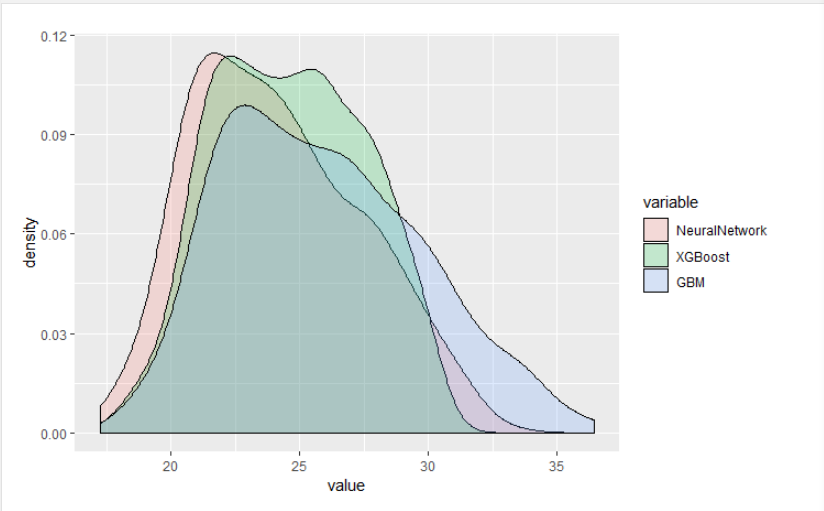 0.12
0.09
0.06
0.03
0.00
density
20 25 30 35
value
variable
NeuralNetwork
XGBoost
GBM